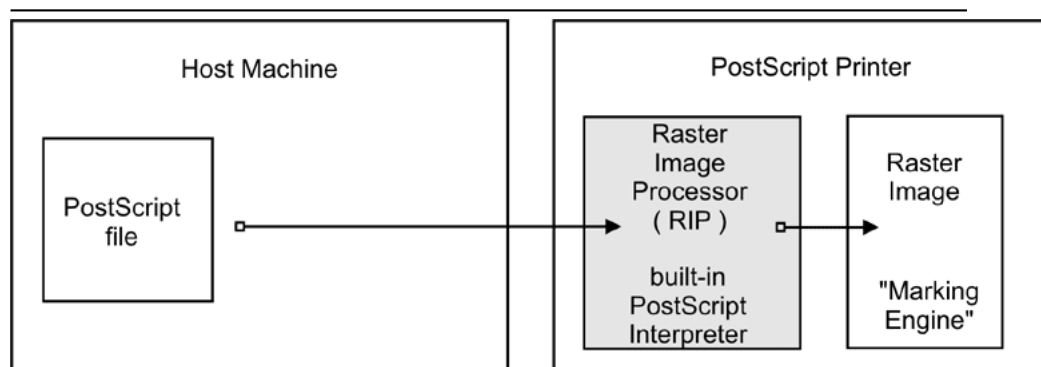 Host Machine
PostScript
file
PostScript Printer
Raster
Image
Processor
( RIP )
built-in
PostScript
Interpreter
Raster
Image
"Marking
Engine"